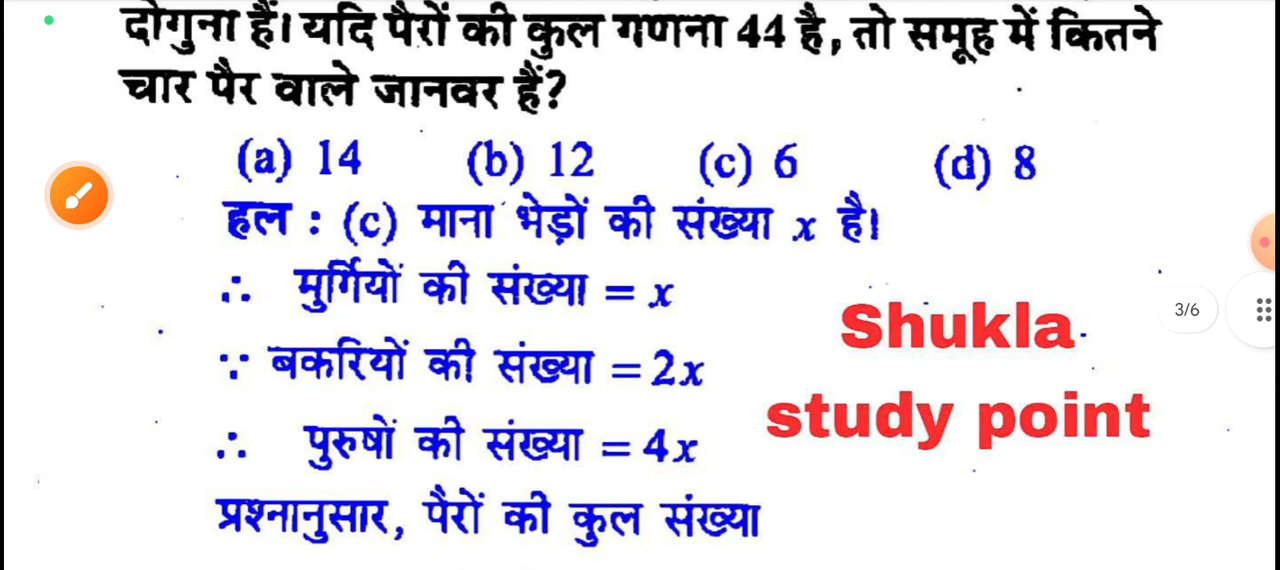 दोगुना हैं। यदि पैरों की कुल गणना 44 है, तो समूह में कितने
चार पैर वाले जानवर हैं?
(a) 14 (b) 12 (c) 6 (d) 8
हल : (c) माना भेड़ों की संख्या x है।
∴ मुर्गियों की संख्या = x
∵ बकरियों की संख्या = 2x
∴ पुरुषों की संख्या = 4x
प्रश्नानुसार, पैरों की कुल संख्या
Shukla
study point
3/6